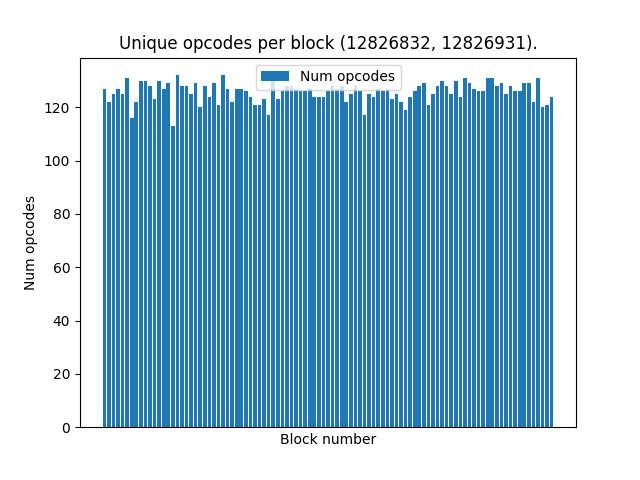 Unique opcodes per block (12826832, 12826931).
Num opcodes
120
100
80
60
40
20
0
Num opcodes
Block number